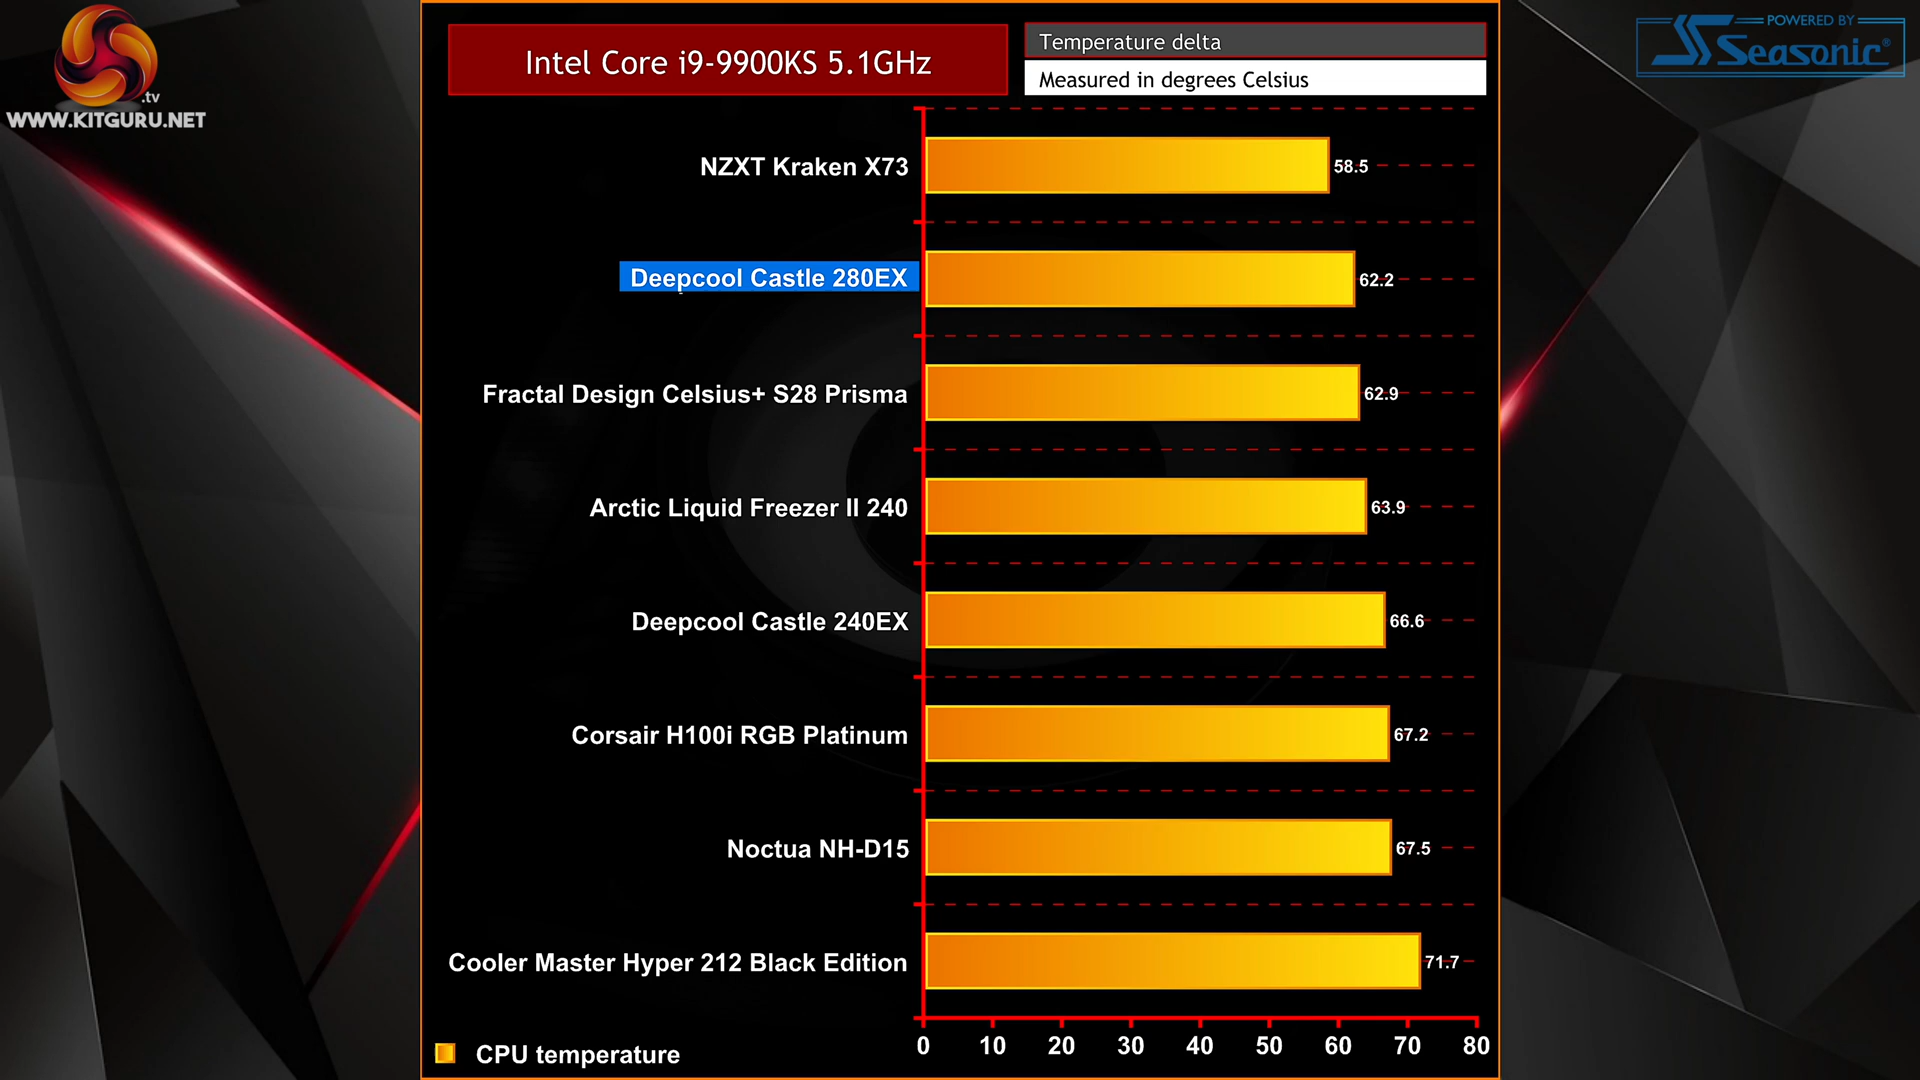 .tv
WWW.KITGURU.NET
Intel Core i9-9900KS 5.1GHz
Temperature delta
Measured in degrees Celsius
POWERED BY
Seasonic®
NZXT Kraken X73 58.5
Deepcool Castle 280EX 62.2
Fractal Design Celsius+ S28 Prisma 62.9
Arctic Liquid Freezer II 240 63.9
Deepcool Castle 240EX 66.6
Corsair H100i RGB Platinum 67.2
Noctua NH-D15 67.5
Cooler Master Hyper 212 Black Edition 71.7
0 10 20 30 40 50 60 70 80
CPU temperature